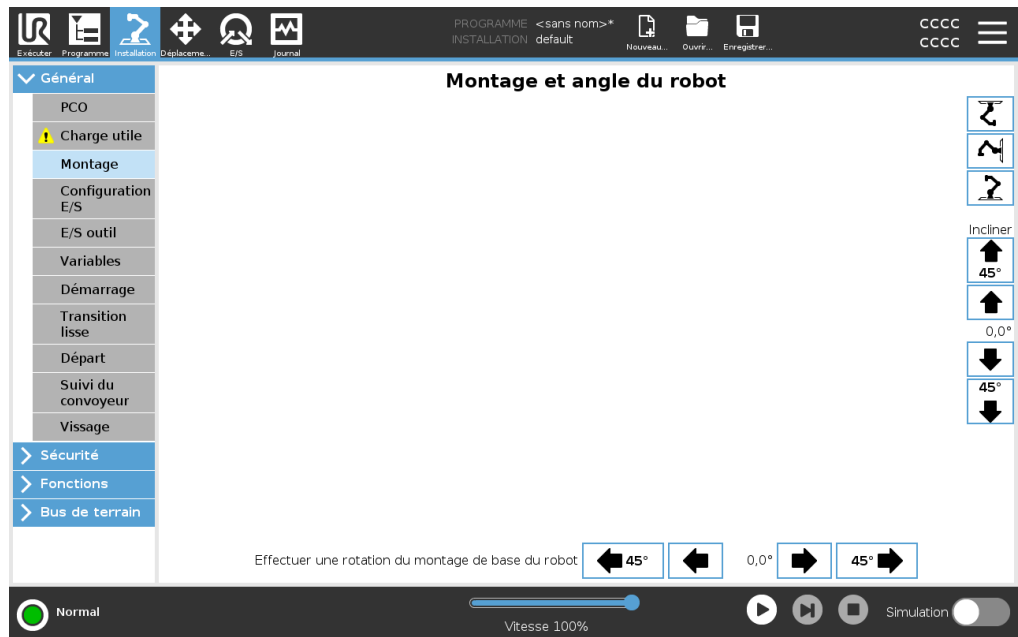 PROGRAMME <sans nom>*
INSTALLATION default
CCCC
CCCC
Exécuter
Programme
Installation
Déplaceme...
E/S
Journal
Nouveau...
Ouvrir...
Enregistrer...
Général
PCO
Charge utile
Montage
Configuration
E/S
E/S outil
Variables
Démarrage
Transition
lisse
Départ
Suivi du
convoyeur
Vissage
Sécurité
Fonctions
Bus de terrain
Montage et angle du robot
Incliner
45°
0,0°
45°
Effectuer une rotation du montage de base du robot
45°
0,0°
45°
Normal
Vitesse 100%
Simulation